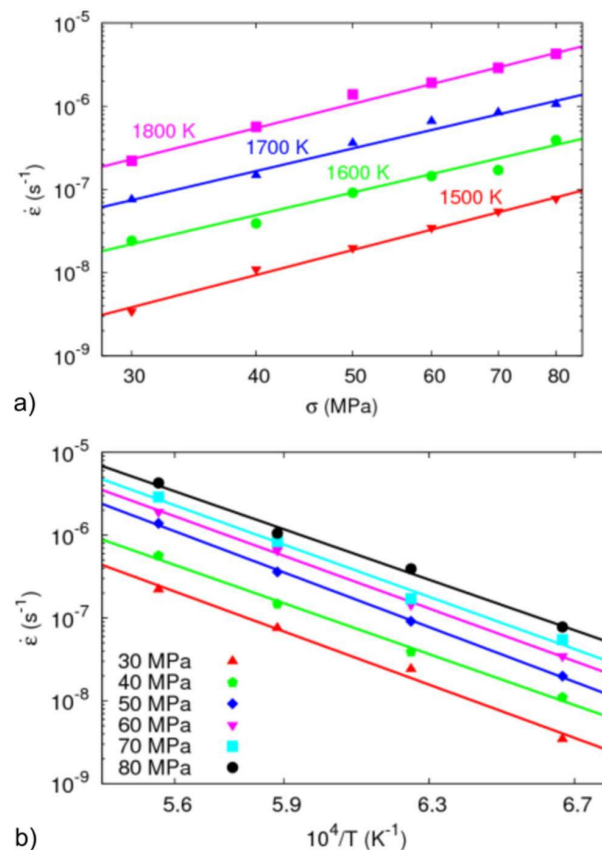 10⁻⁵
10⁻⁶
10⁻⁷
10⁻⁸
10⁻⁹
ε̇ (s⁻¹)
1800 K
1700 K
1600 K
1500 K
30 40 50 60 70 80
a) σ (MPa)
10⁻⁵
10⁻⁶
10⁻⁷
10⁻⁸
10⁻⁹
ε̇ (s⁻¹)
30 MPa
40 MPa
50 MPa
60 MPa
70 MPa
80 MPa
5.6 5.9 6.3 6.7
b) 10⁴/T (K⁻¹)